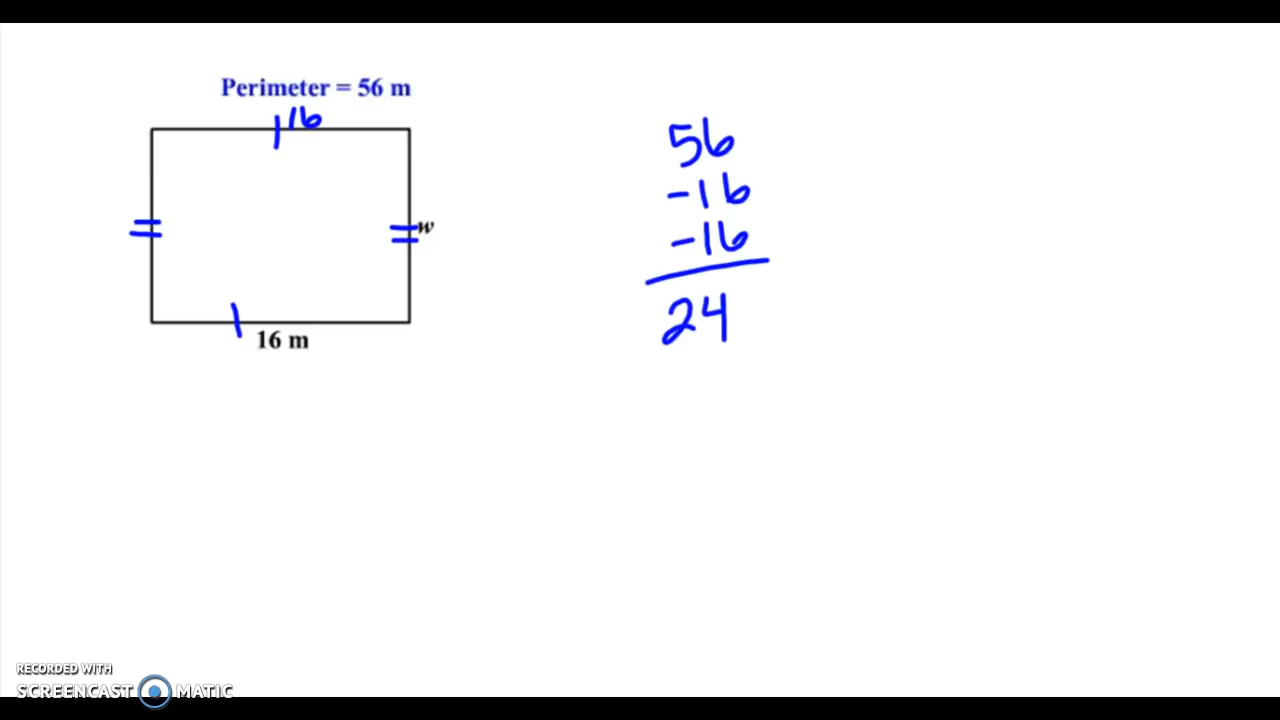 Perimeter = 56 m
16
w
16 m
56
-16
-16
24
RECORDED WITH
SCREENCAST MATIC